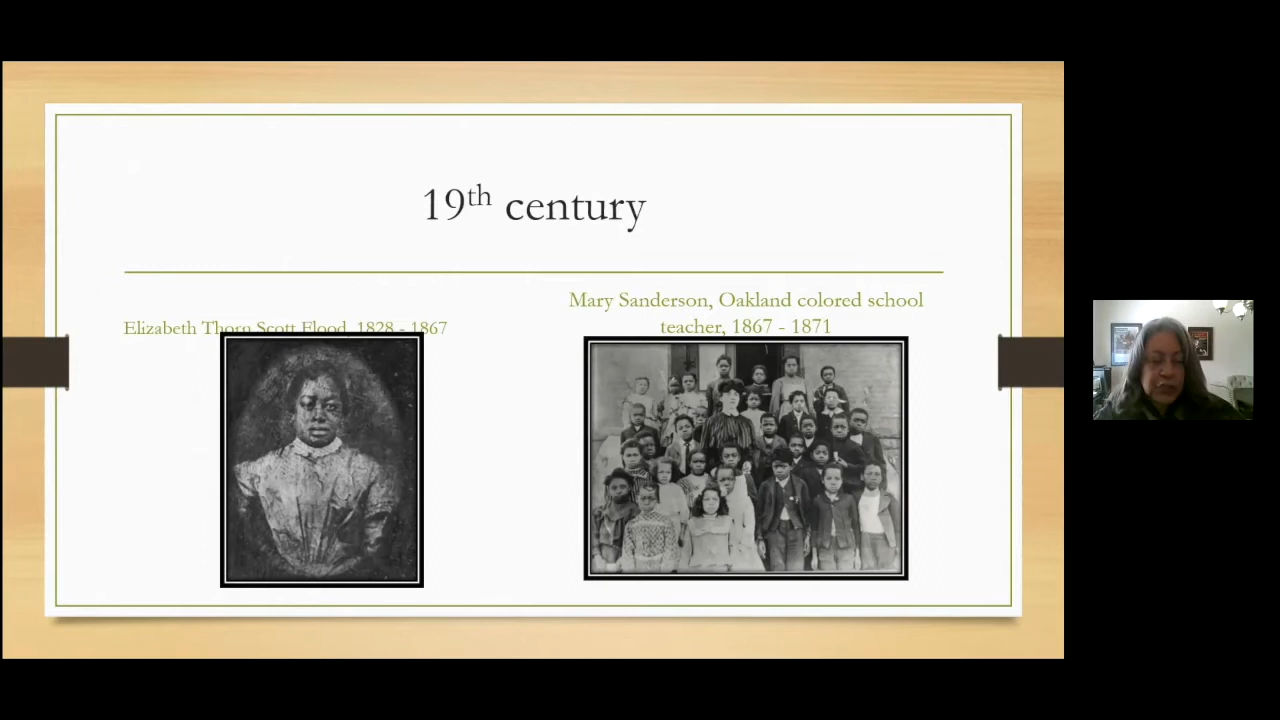 19th century
Elizabeth Thorn Scott Flood, 1828 - 1867
Mary Sanderson, Oakland colored school
teacher, 1867 - 1871